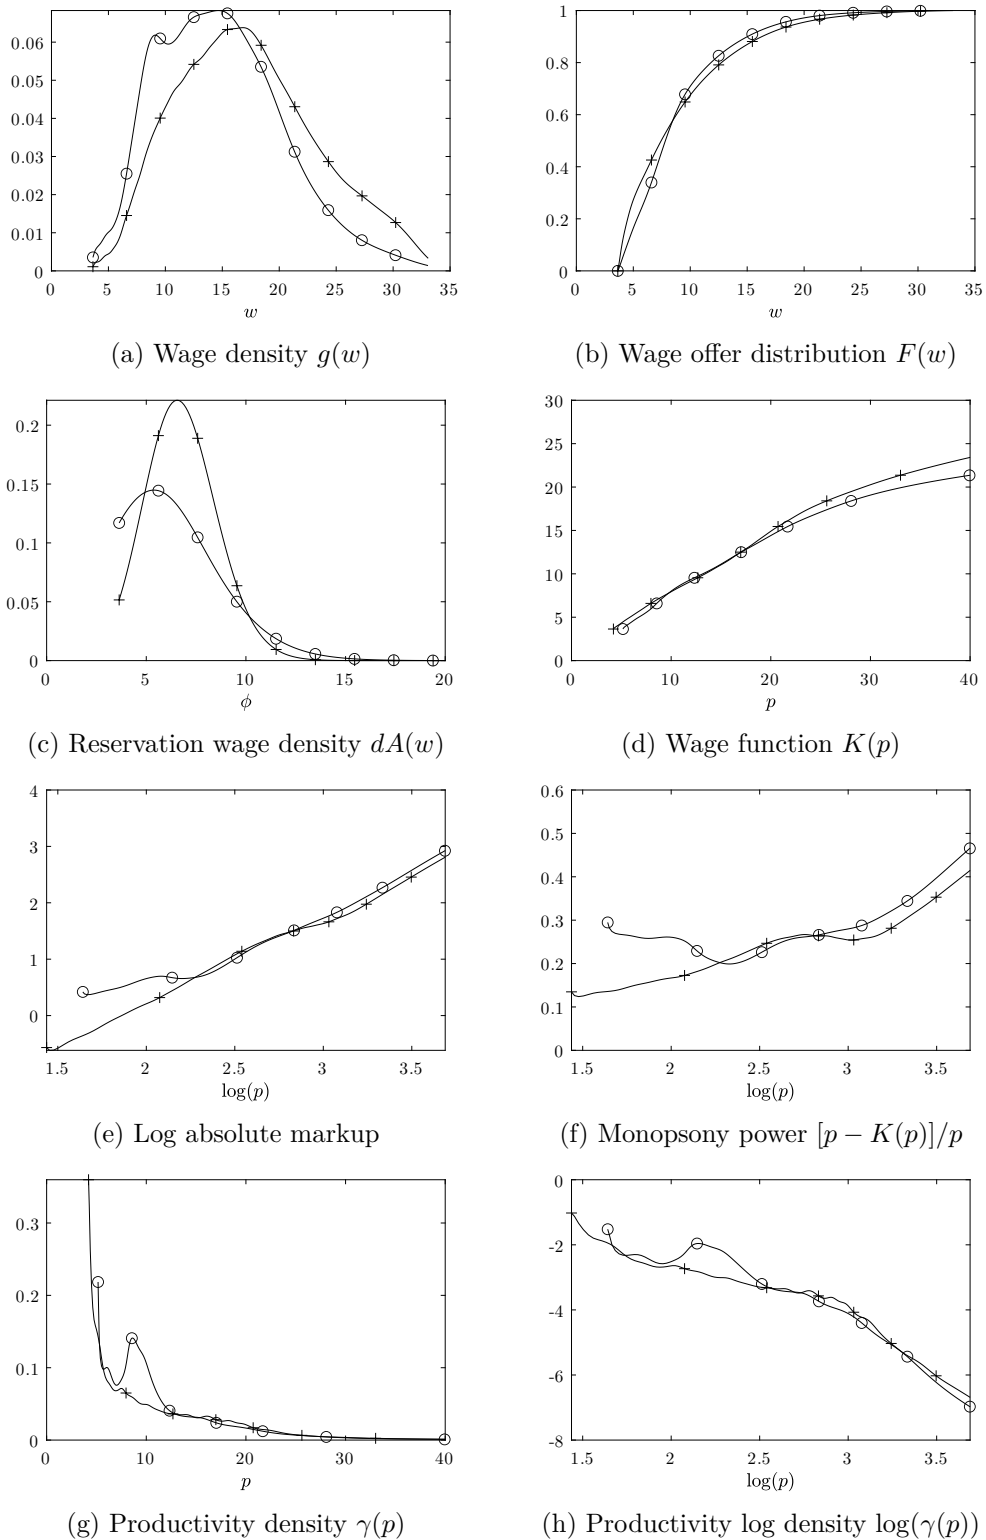 0.06
0.05
0.04
0.03
0.02
0.01
0
0 5 10 15 20 25 30 35
w
(a) Wage density g(w)
1
0.8
0.6
0.4
0.2
0
0 5 10 15 20 25 30 35
w
(b) Wage offer distribution F(w)
0.2
0.15
0.1
0.05
0
0 5 10 15 20
ϕ
(c) Reservation wage density dA(w)
30
25
20
15
10
5
0
0 10 20 30 40
p
(d) Wage function K(p)
4
3
2
1
0
1.5 2 2.5 3 3.5
log(p)
(e) Log absolute markup
0.6
0.5
0.4
0.3
0.2
0.1
0
1.5 2 2.5 3 3.5
log(p)
(f) Monopsony power [p − K(p)]/p
0.3
0.2
0.1
0
0 10 20 30 40
p
(g) Productivity density γ(p)
0
-2
-4
-6
-8
1.5 2 2.5 3 3.5
log(p)
(h) Productivity log density log(γ(p))